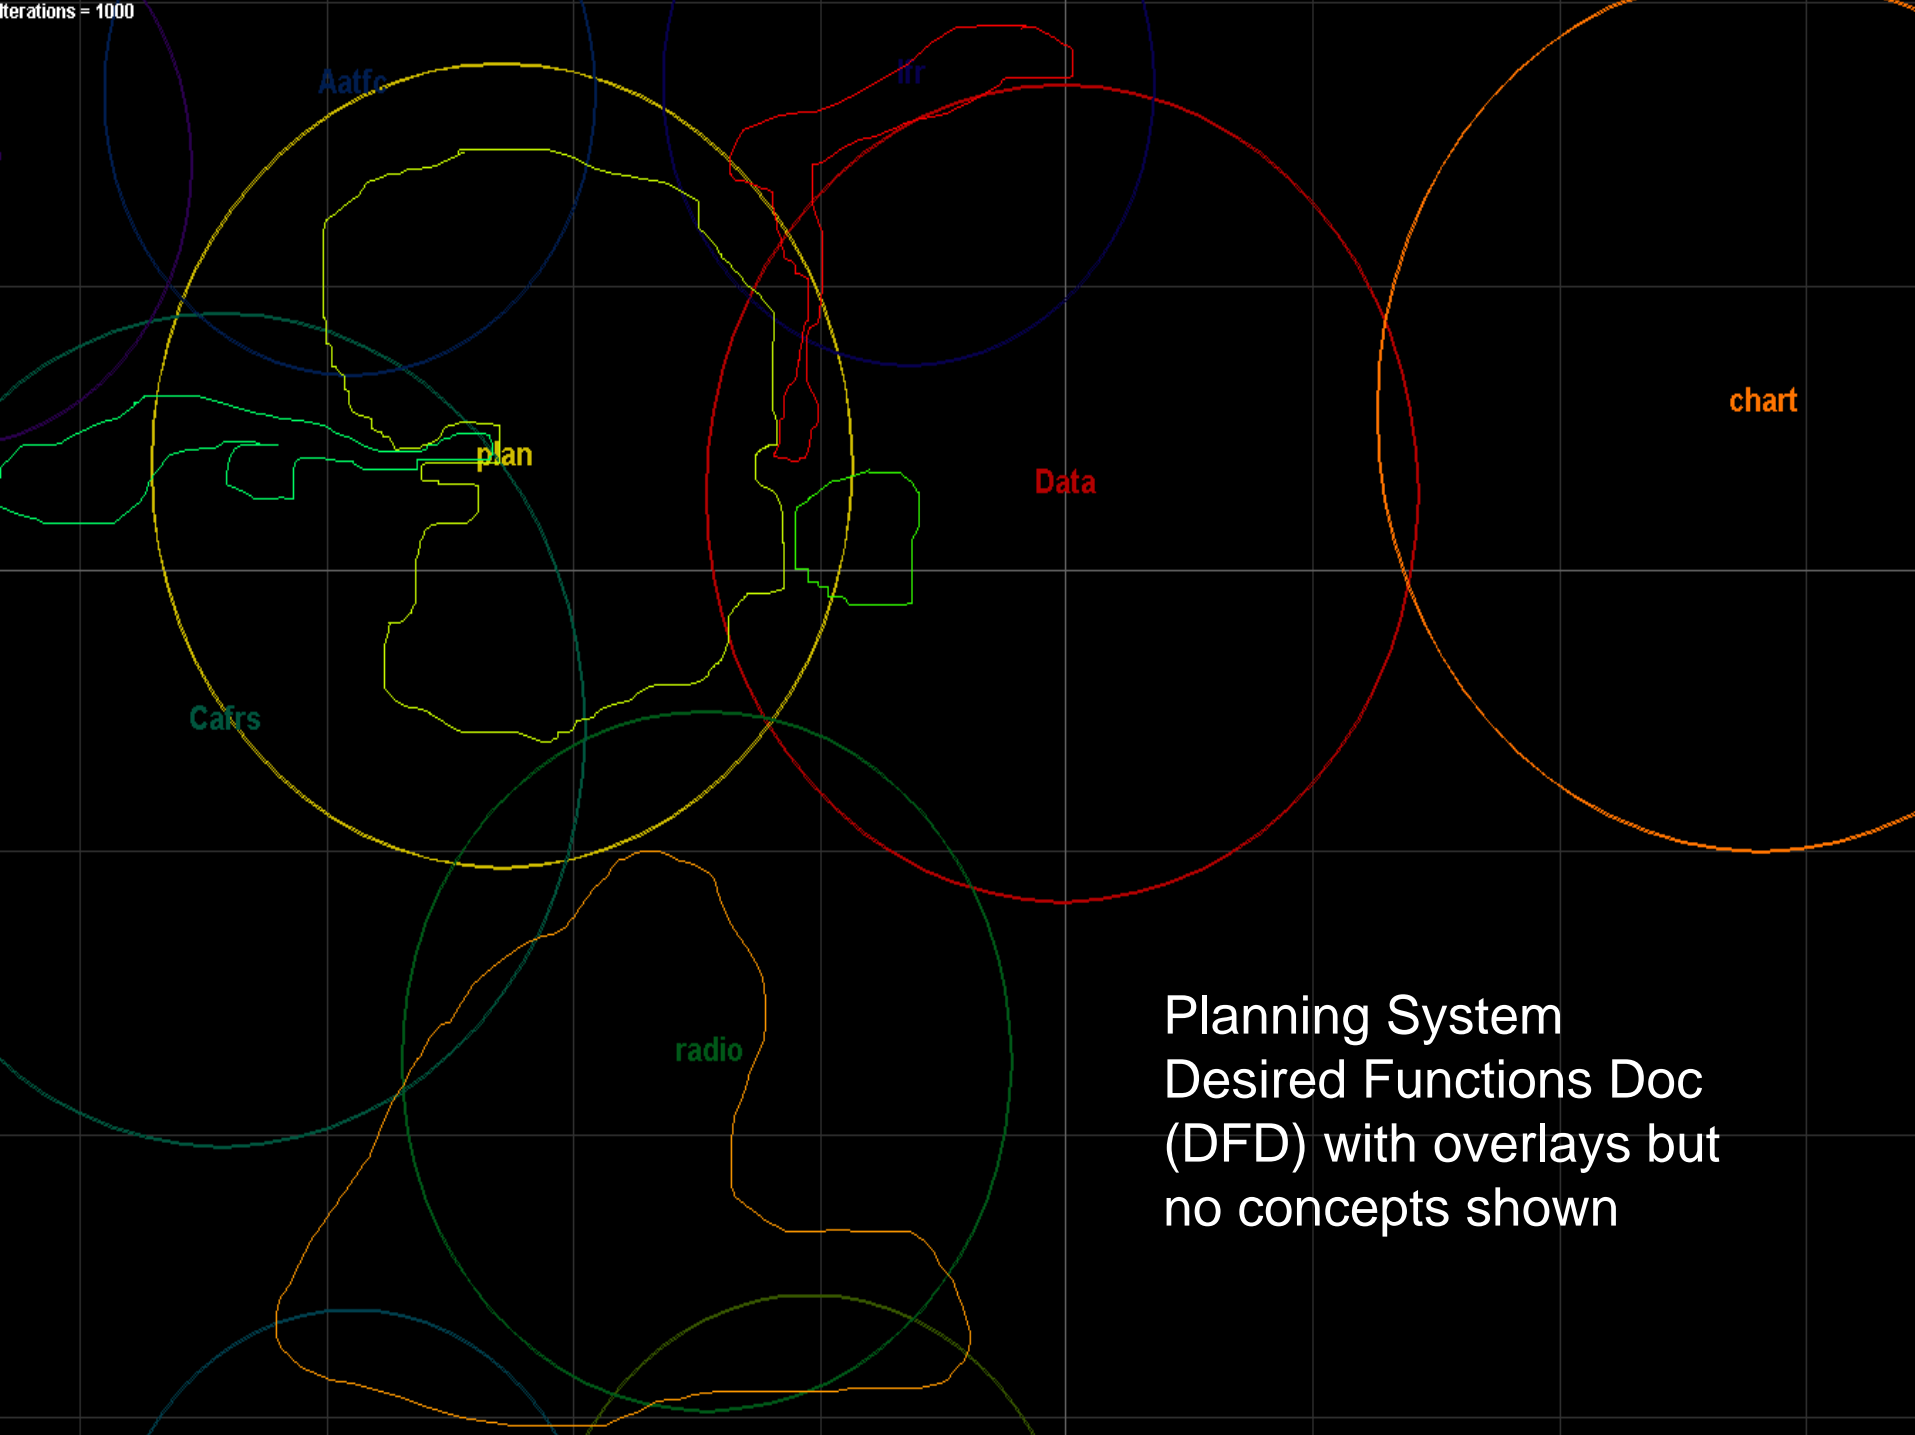 Iterations = 1000
Aatfc
ifr
chart
plan
Data
Cafrs
radio
Planning System
Desired Functions Doc
(DFD) with overlays but
no concepts shown